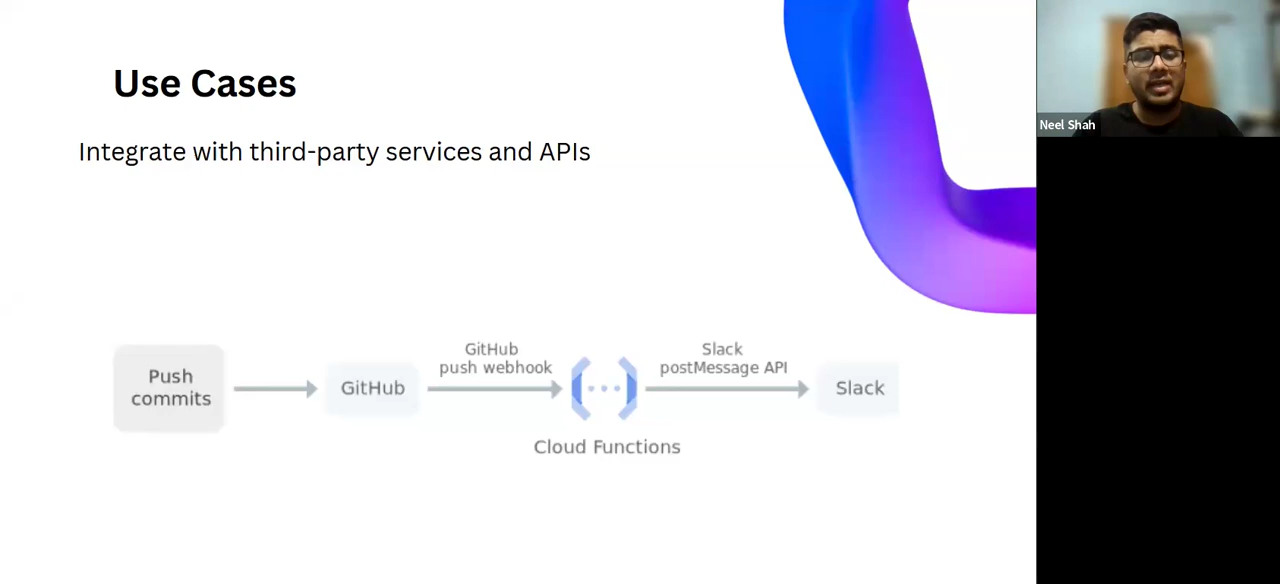 Use Cases
Integrate with third-party services and APIs
Push
commits
GitHub
GitHub
push webhook
Cloud Functions
Slack
postMessage API
Slack
Neel Shah